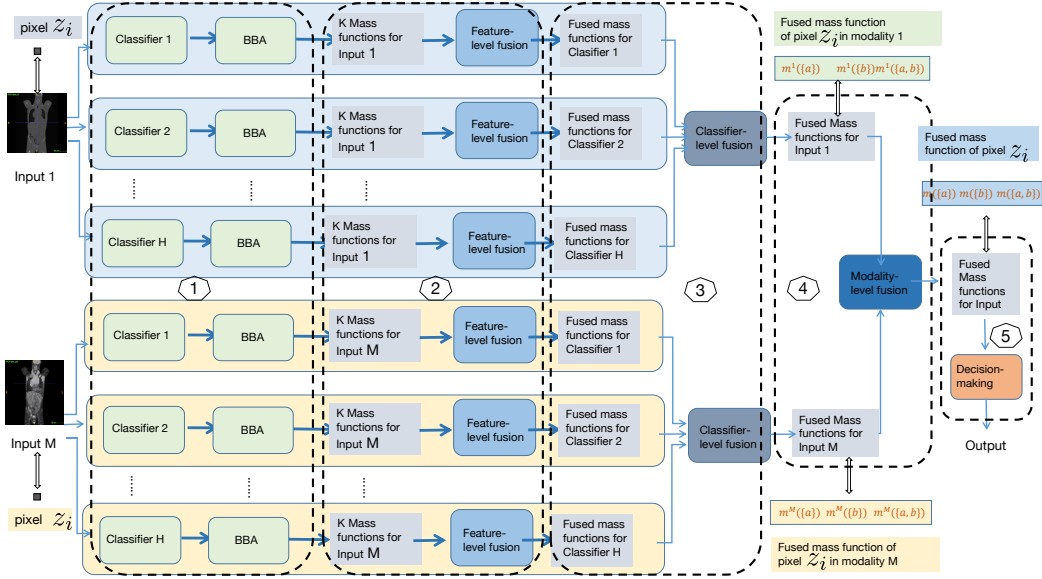 pixel z_i
Input 1
Classifier 1
BBA
K Mass
functions for
Input 1
Feature-
level fusion
Fused mass
functions for
Clasifier 1
Classifier 2
BBA
K Mass
functions for
Input 1
Feature-
level fusion
Fused mass
functions for
Classifier 2
......
......
......
Classifier H
BBA
K Mass
functions for
Input 1
Feature-
level fusion
Fused mass
functions for
Classifier H
Classifier-
level fusion
Fused Mass
functions for
Input 1
Fused mass function
of pixel z_i in modality 1
m^1({a}) m^1({b}) m^1({a, b})
Fused mass
function of pixel z_i
m({a}) m({b}) m({a, b})
1
2
3
4
Modality-
level fusion
Fused
Mass
functions
for Input
5
Decision-
making
Output
Input M
pixel z_i
Classifier 1
BBA
K Mass
functions for
Input M
Feature-
level fusion
Fused mass
functions for
Classifier 1
Classifier 2
BBA
K Mass
functions for
Input M
Feature-
level fusion
Fused mass
functions for
Classifier 2
......
......
......
Classifier H
BBA
K Mass
functions for
Input M
Feature-
level fusion
Fused mass
functions for
Classifier H
Classifier-
level fusion
Fused Mass
functions for
Input M
m^M({a}) m^M({b}) m^M({a, b})
Fused mass function of
pixel z_i in modality M